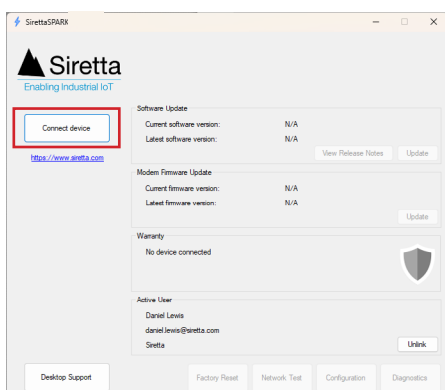 SirettaSPARK
Siretta
Enabling Industrial IoT
Connect device
https://www.siretta.com
Software Update
Current software version: N/A
Latest software version: N/A
View Release Notes Update
Modem Firmware Update
Current firmware version: N/A
Latest firmware version: N/A
Update
Warranty
No device connected
Active User
Daniel Lewis
daniel.lewis@siretta.com
Siretta
Unlink
Desktop Support Factory Reset Network Test Configuration Diagnostics